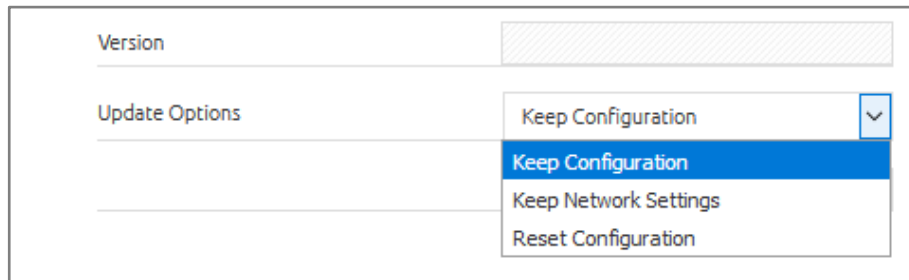 Version
Update Options
Keep Configuration
Keep Configuration
Keep Network Settings
Reset Configuration